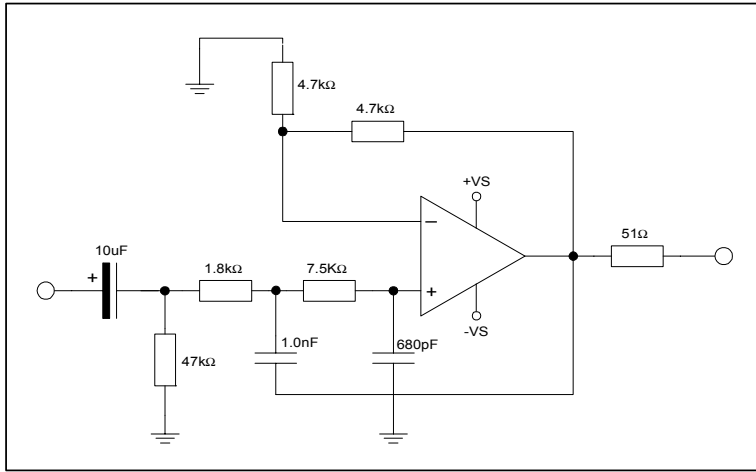 4.7kΩ
4.7kΩ
+VS
−
51Ω
10uF
+
1.8kΩ
7.5KΩ
+
-VS
1.0nF
680pF
47kΩ